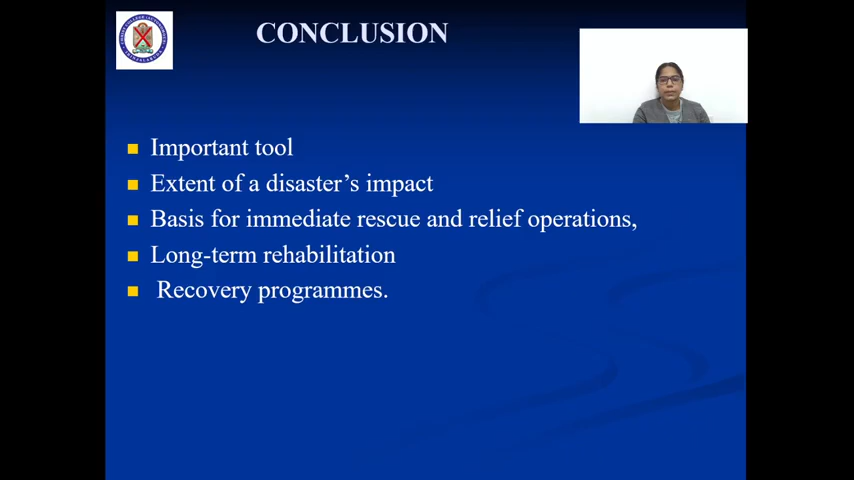 CONCLUSION
Important tool
Extent of a disaster’s impact
Basis for immediate rescue and relief operations,
Long-term rehabilitation
Recovery programmes.